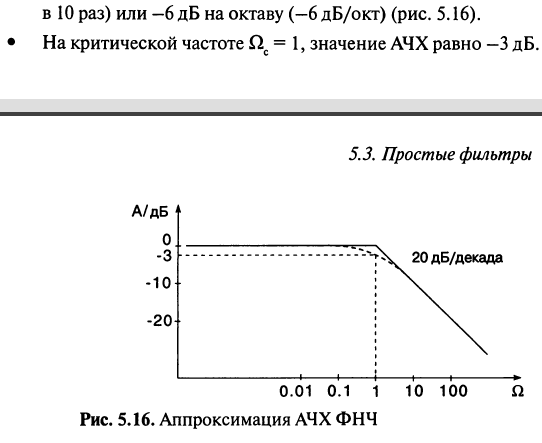 в 10 раз) или −6 дБ на октаву (−6 дБ/окт) (рис. 5.16).
• На критической частоте Ωc = 1, значение АЧХ равно −3 дБ.
5.3. Простые фильтры
А/дБ
0
-3
20 дБ/декада
-10
-20
0.01 0.1 1 10 100 Ω
Рис. 5.16. Аппроксимация АЧХ ФНЧ